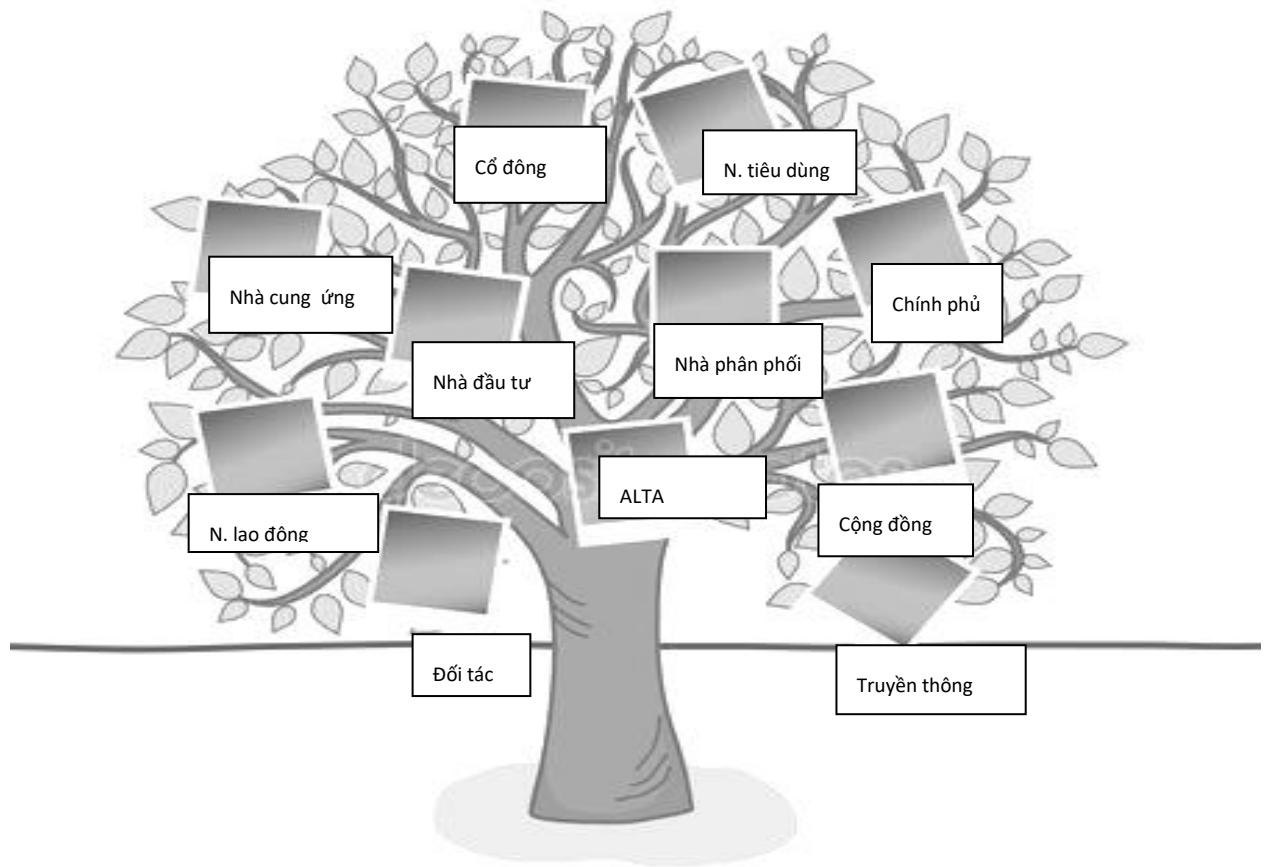 Cổ đông
N. tiêu dùng
Nhà cung ứng
Chính phủ
Nhà đầu tư
Nhà phân phối
ALTA
N. lao đông
Cộng đồng
Đối tác
Truyền thông